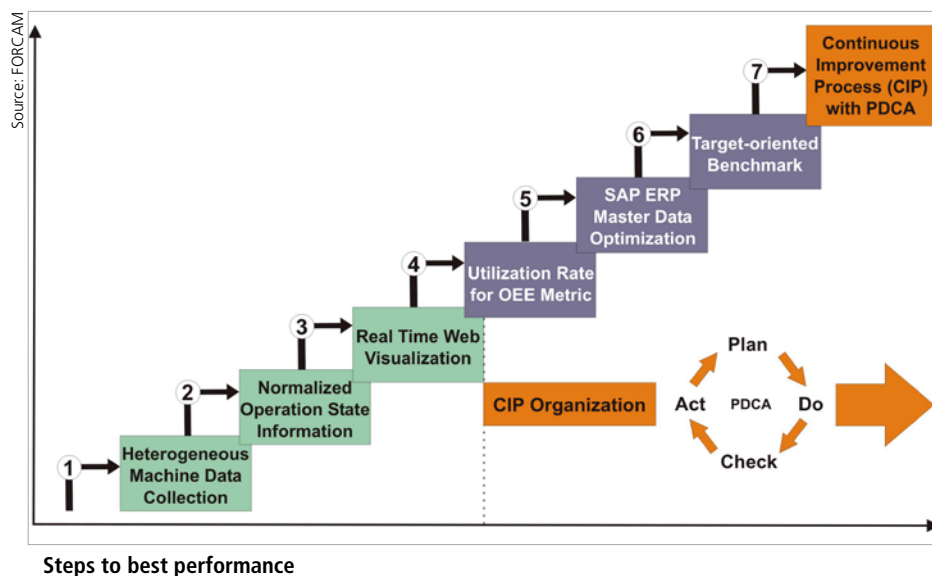 Source: FORCAM
7
Continuous
Improvement
Process (CIP)
with PDCA
6
Target-oriented
Benchmark
5
SAP ERP
Master Data
Optimization
4
Utilization Rate
for OEE Metric
3
Real Time Web
Visualization
2
Normalized
Operation State
Information
1
Heterogeneous
Machine Data
Collection
CIP Organization
Plan
Act
PDCA
Do
Check
Steps to best performance